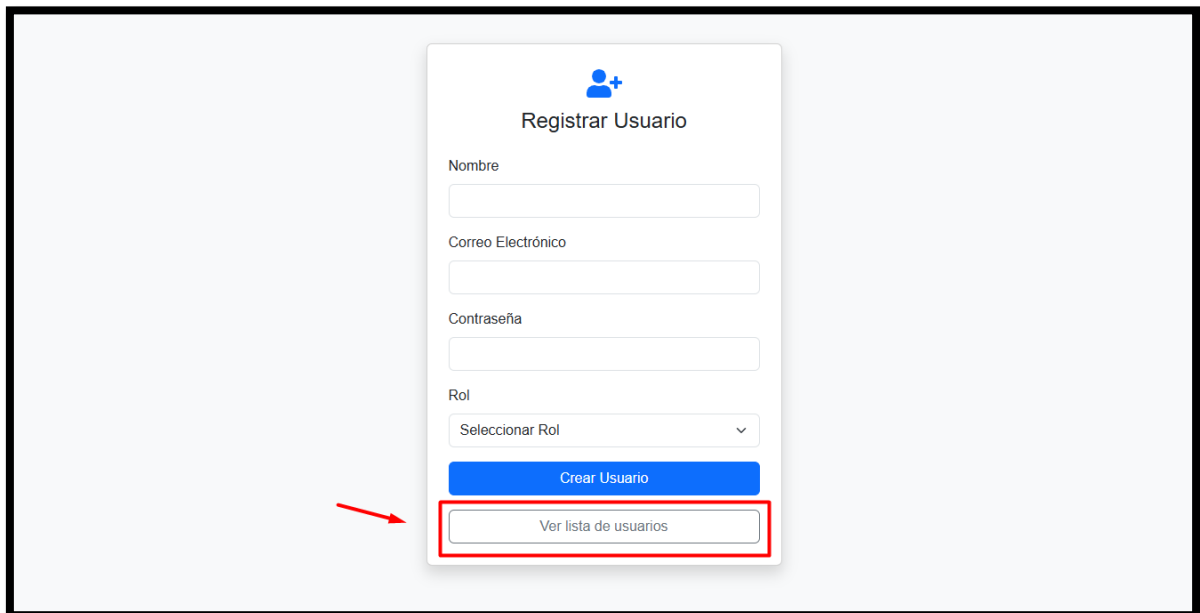 Registrar Usuario
Nombre
Correo Electrónico
Contraseña
Rol
Seleccionar Rol
Crear Usuario
Ver lista de usuarios